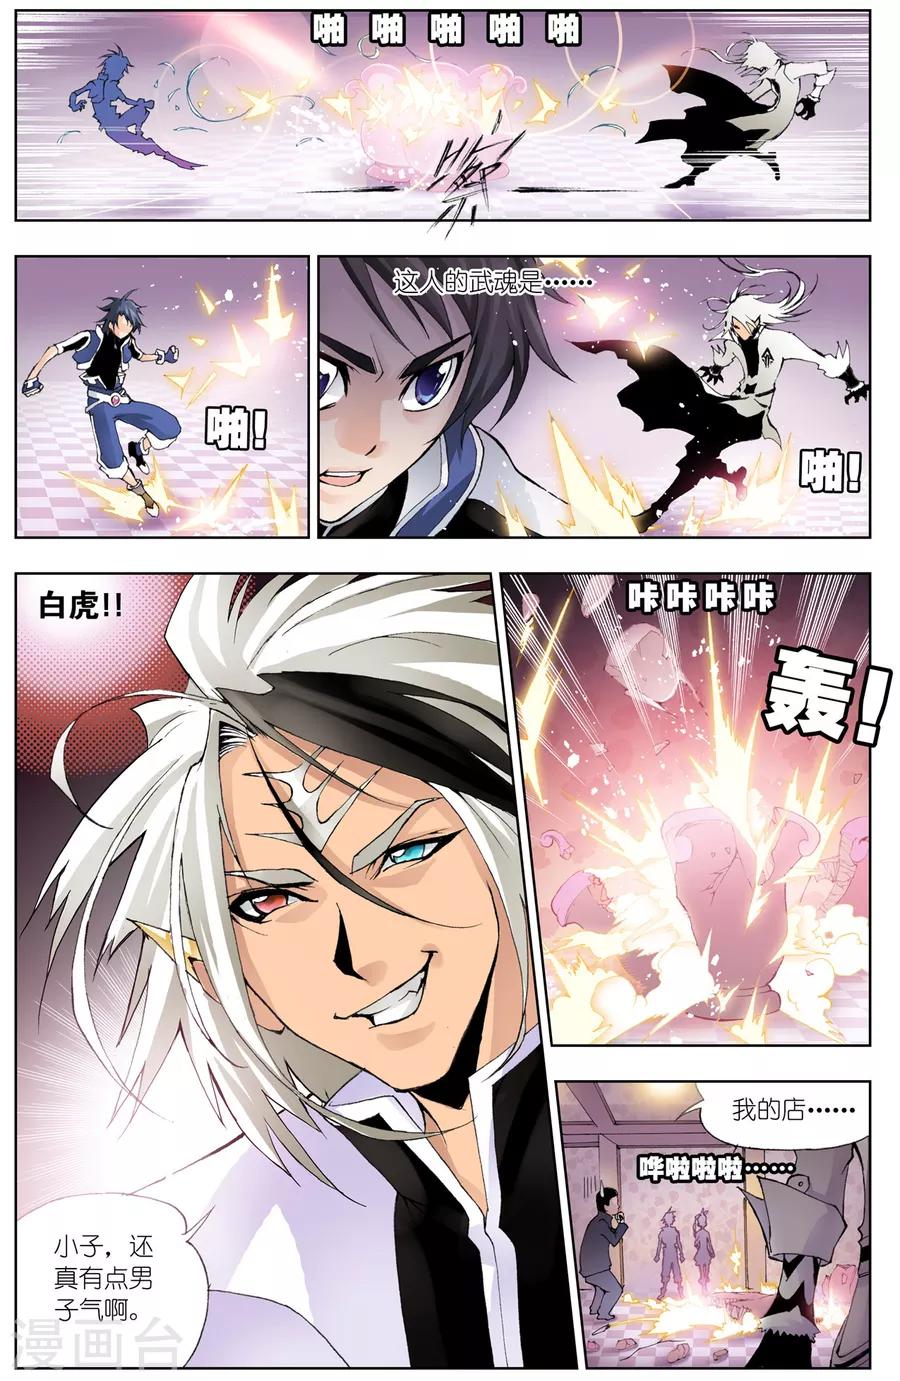 啪 啪 啪 啪 啪
这人的武魂是……
啪！
啪！
白虎！！
小子，还
真有点男
子气啊。
咔咔咔咔
轰！
我的店……
哗啦啦啦……
漫画台